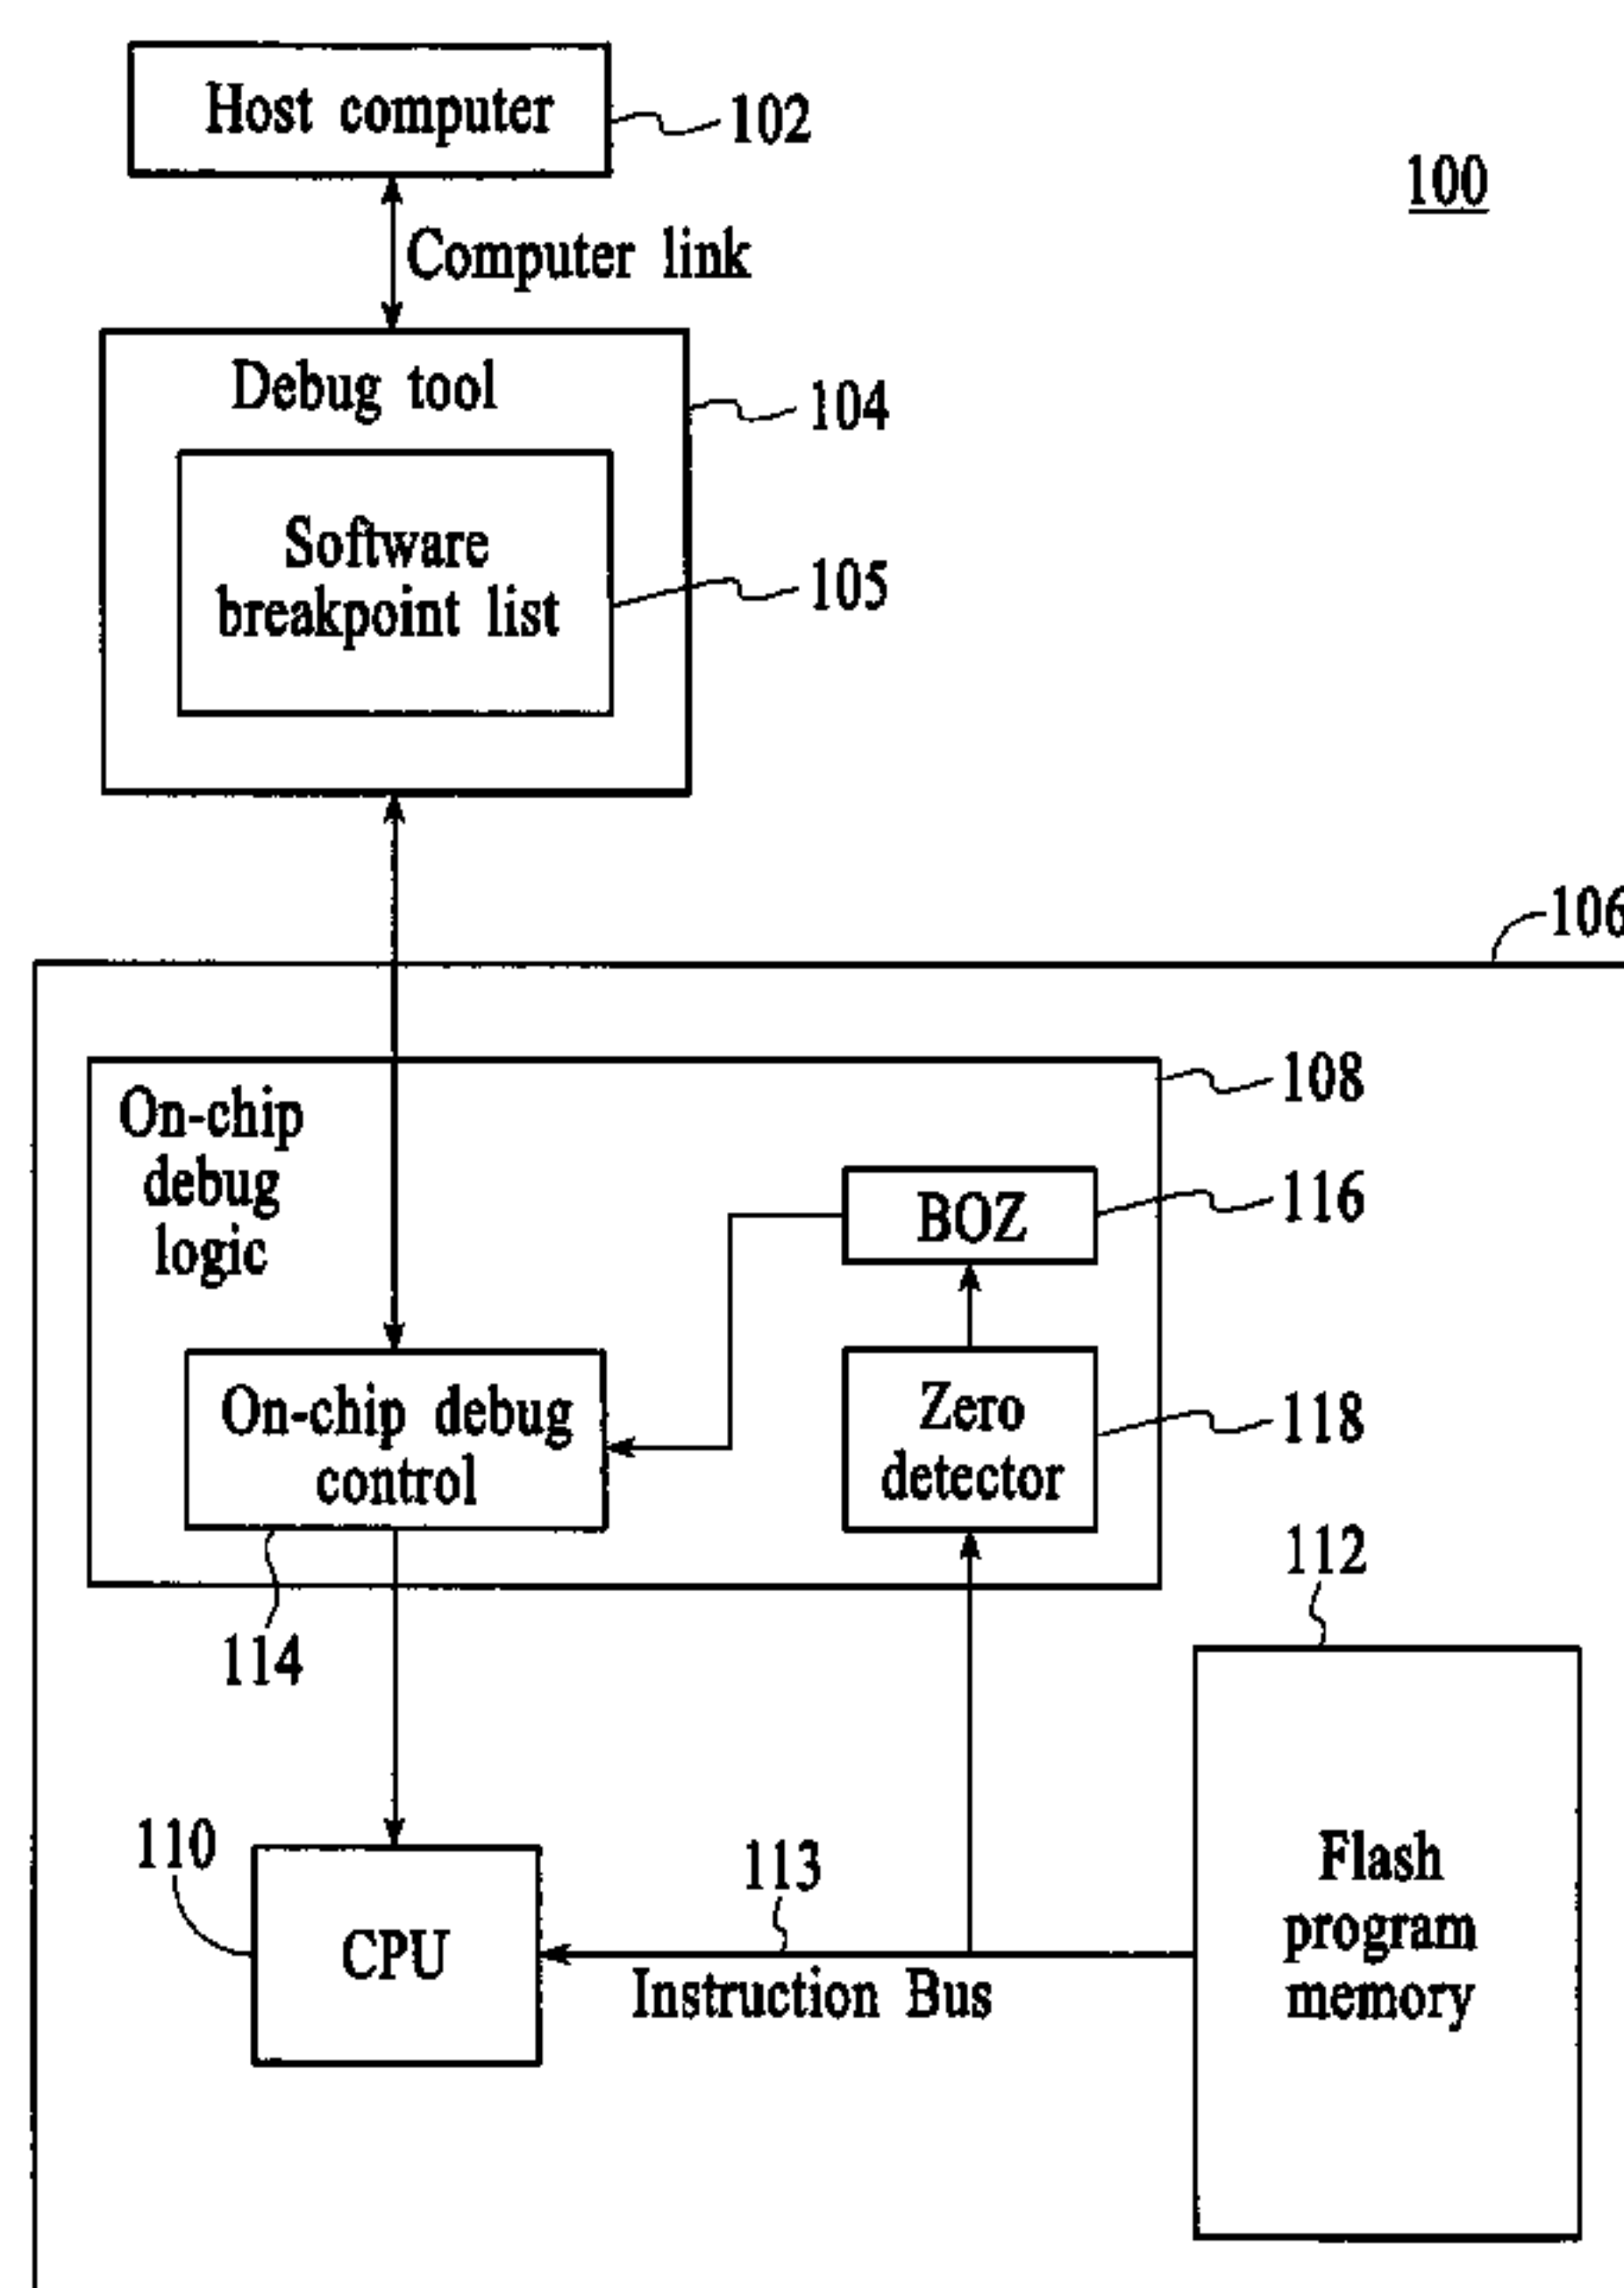 Host computer
102
100
Computer link
Debug tool
104
Software
breakpoint list
105
106
On-chip
debug
logic
108
BOZ
116
On-chip debug
control
Zero
detector
118
112
114
110
113
CPU
Instruction Bus
Flash
program
memory